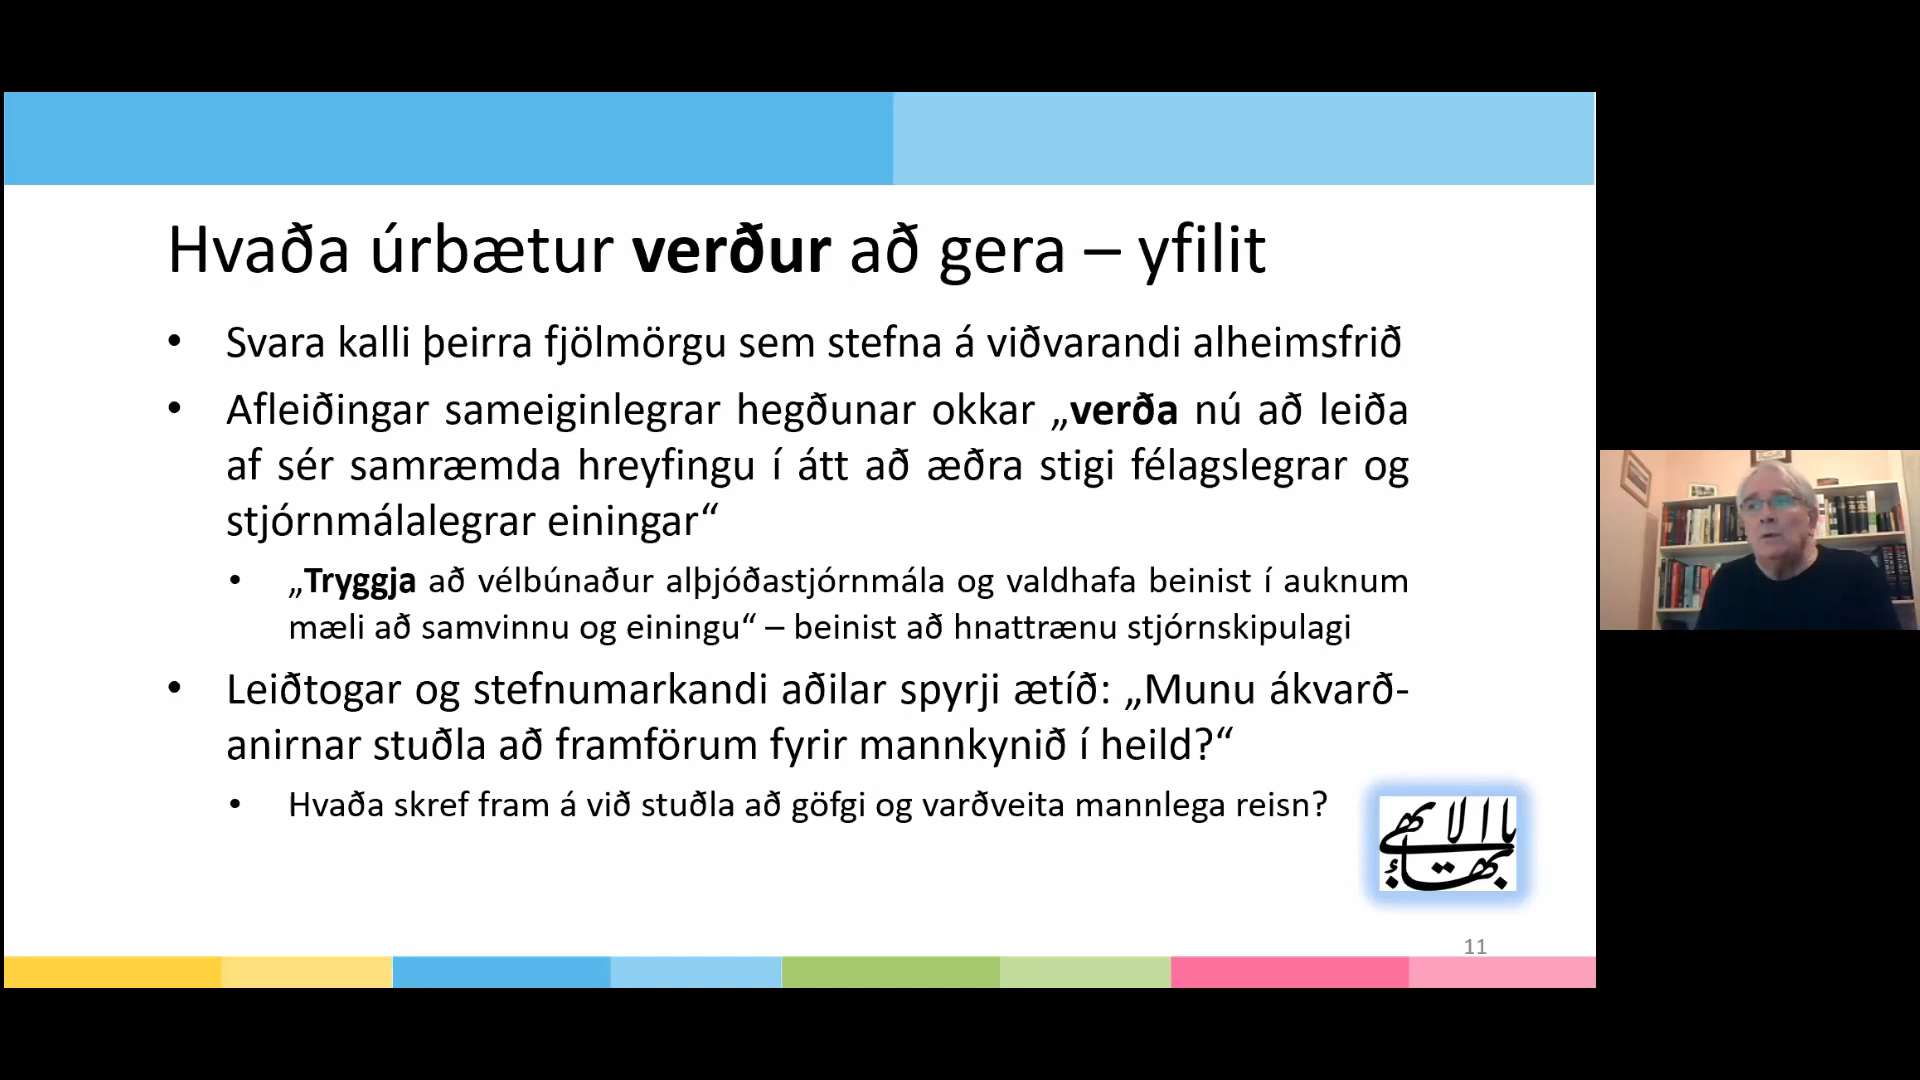 Hvaða úrbætur verður að gera – yfilit
• Svara kalli þeirra fjölmörgu sem stefna á viðvarandi alheimsfrið
• Afleiðingar sameiginlegrar hegðunar okkar „verða nú að leiða
af sér samræmda hreyfingu í átt að æðra stigi félagslegrar og
stjórnmálalegrar einingar“
• „Tryggja að vélbúnaður alþjóðastjórnmála og valdhafa beinist í auknum
mæli að samvinnu og einingu“ – beinist að hnattrænu stjórnskipulagi
• Leiðtogar og stefnumarkandi aðilar spyrji ætíð: „Munu ákvarð-
anirnar stuðla að framförum fyrir mannkynið í heild?“
• Hvaða skref fram á við stuðla að göfgi og varðveita mannlega reisn?
يا بهاء الابهى
11